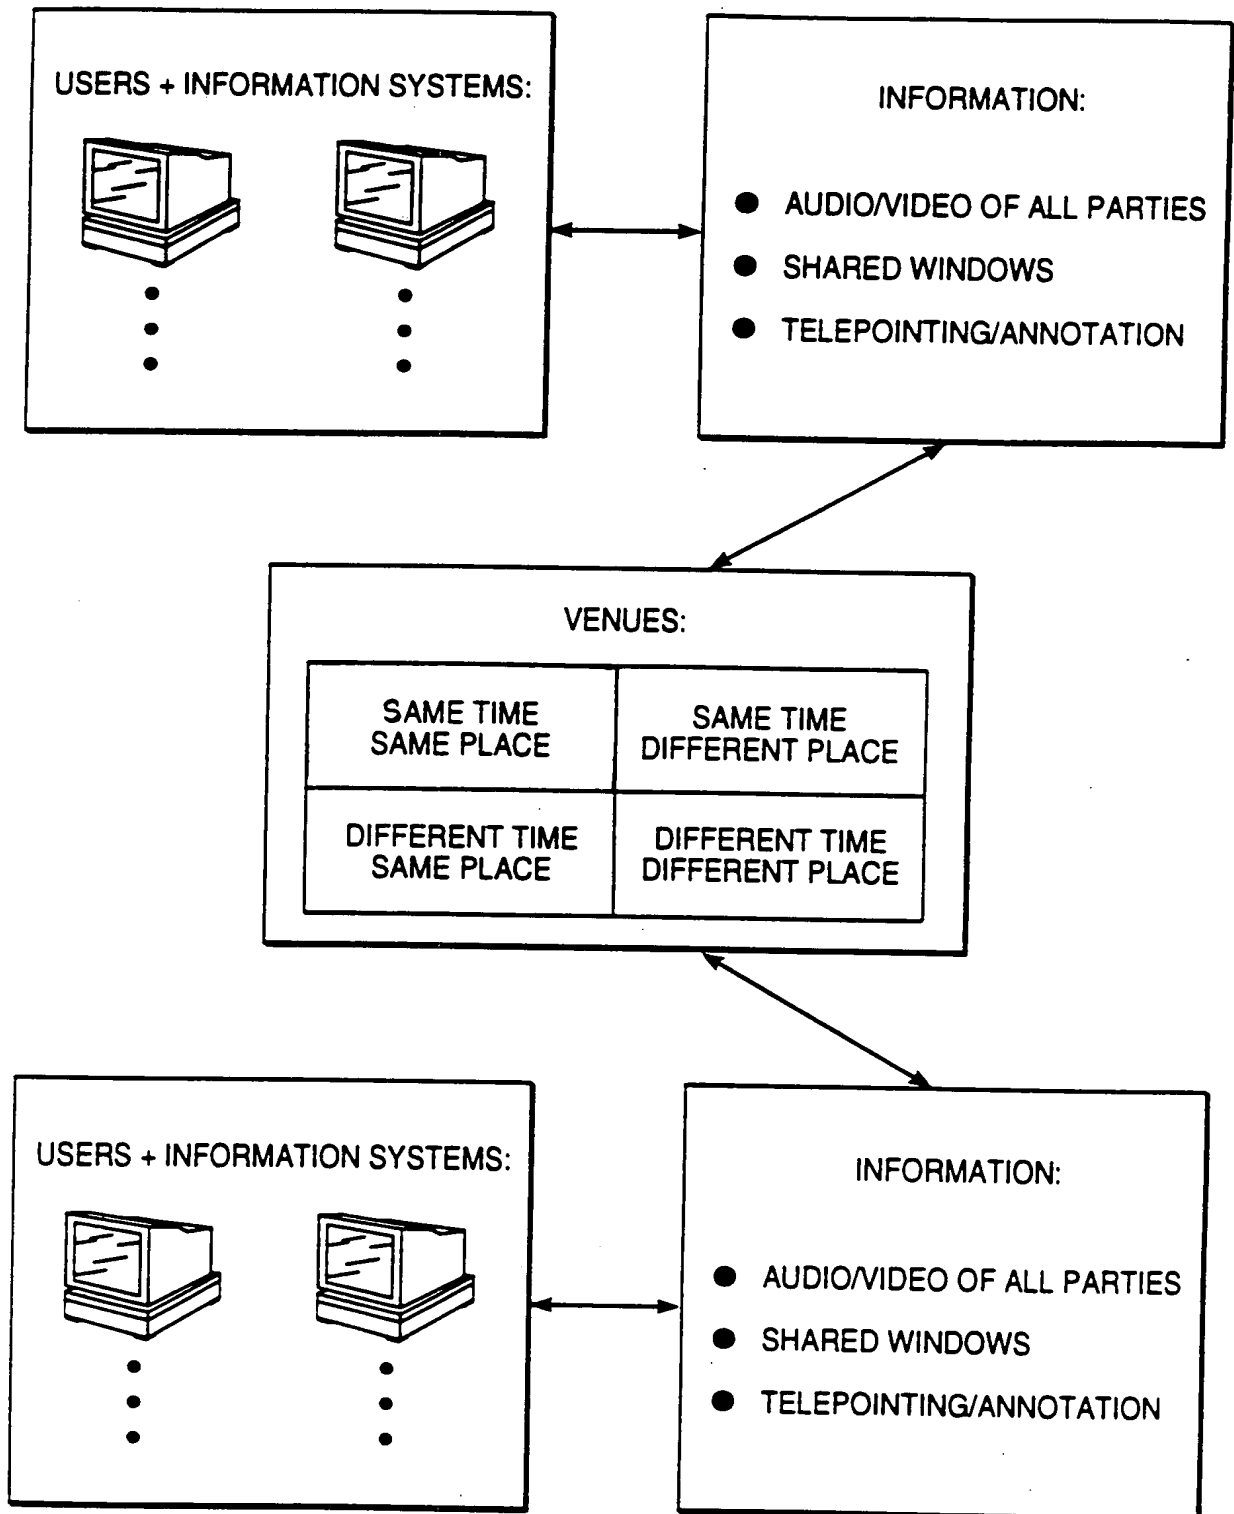 USERS + INFORMATION SYSTEMS:
INFORMATION:
● AUDIO/VIDEO OF ALL PARTIES
● SHARED WINDOWS
● TELEPOINTING/ANNOTATION
VENUES:
SAME TIME
SAME PLACE
SAME TIME
DIFFERENT PLACE
DIFFERENT TIME
SAME PLACE
DIFFERENT TIME
DIFFERENT PLACE
USERS + INFORMATION SYSTEMS:
INFORMATION:
● AUDIO/VIDEO OF ALL PARTIES
● SHARED WINDOWS
● TELEPOINTING/ANNOTATION